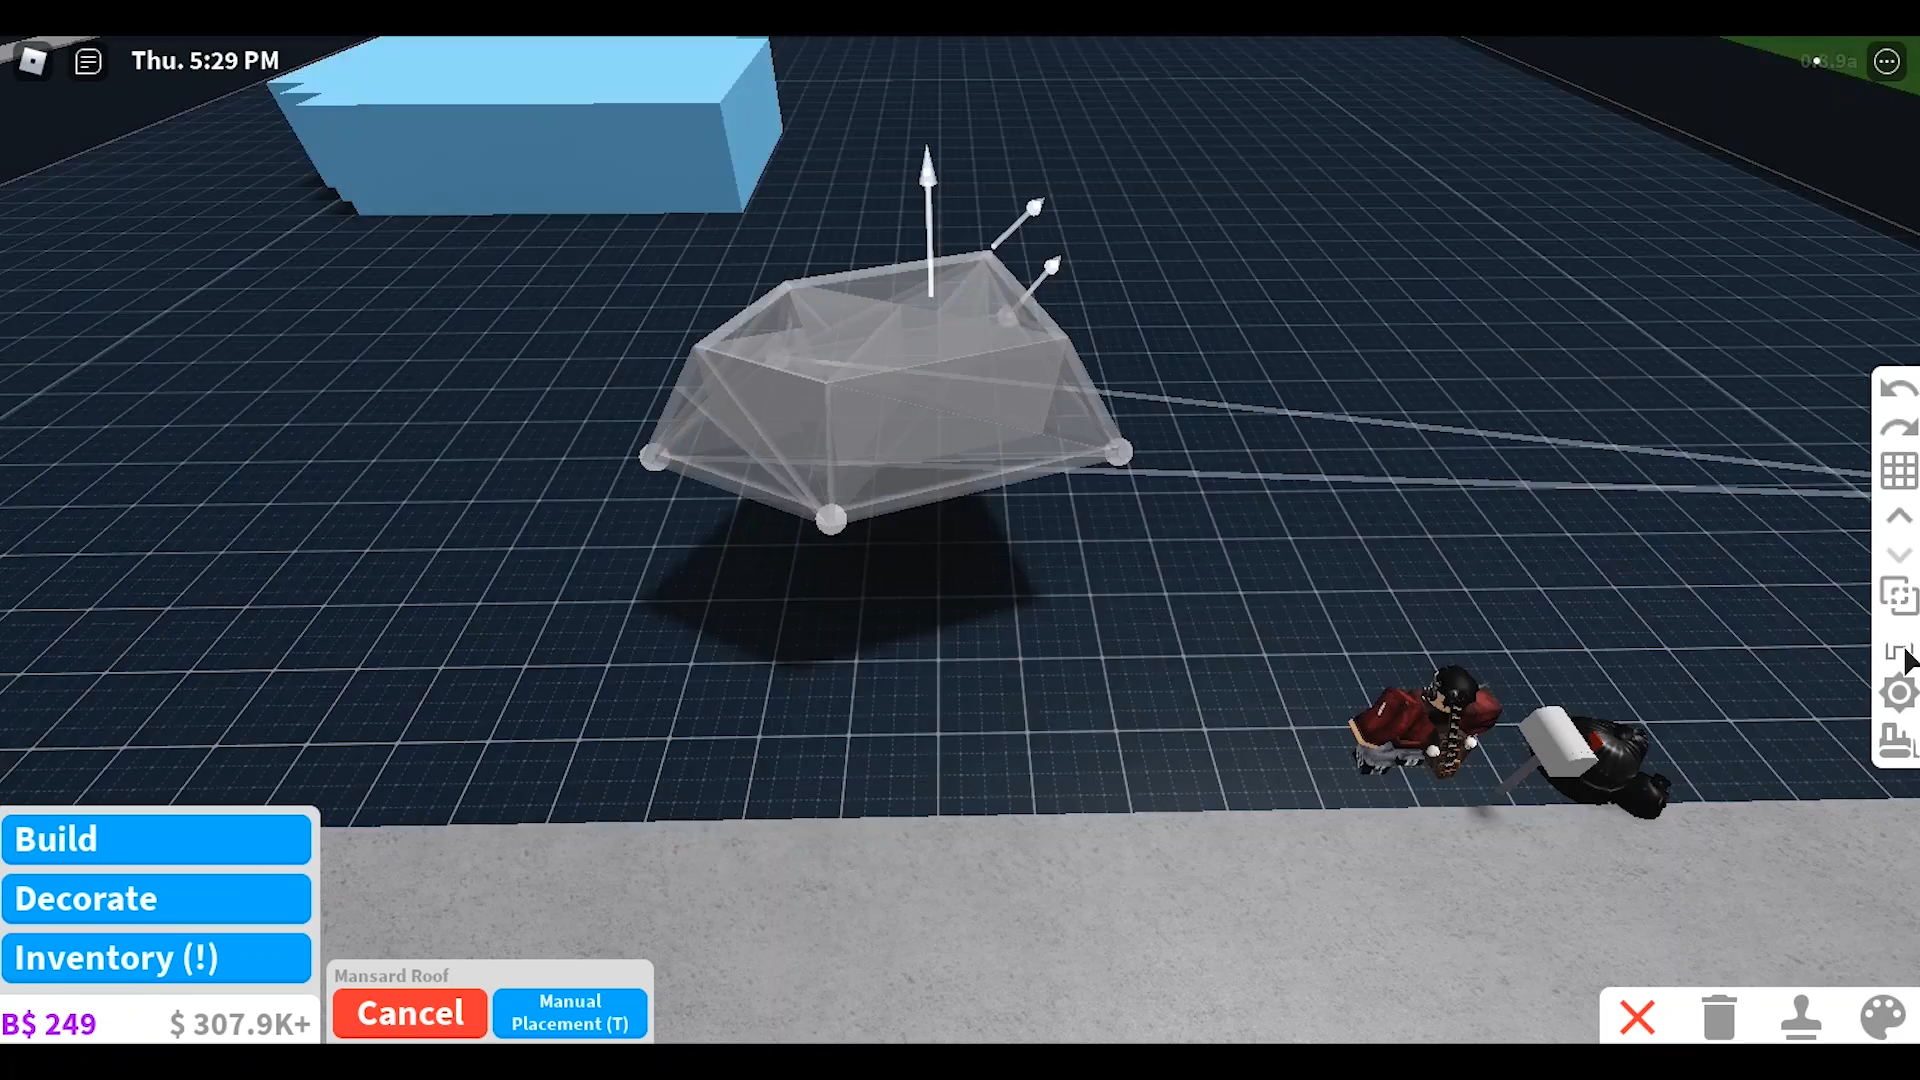 Thu. 5:29 PM
Build
Decorate
Inventory (!)
B$ 249
$ 307.9K+
Mansard Roof
Cancel
Manual
Placement (T)